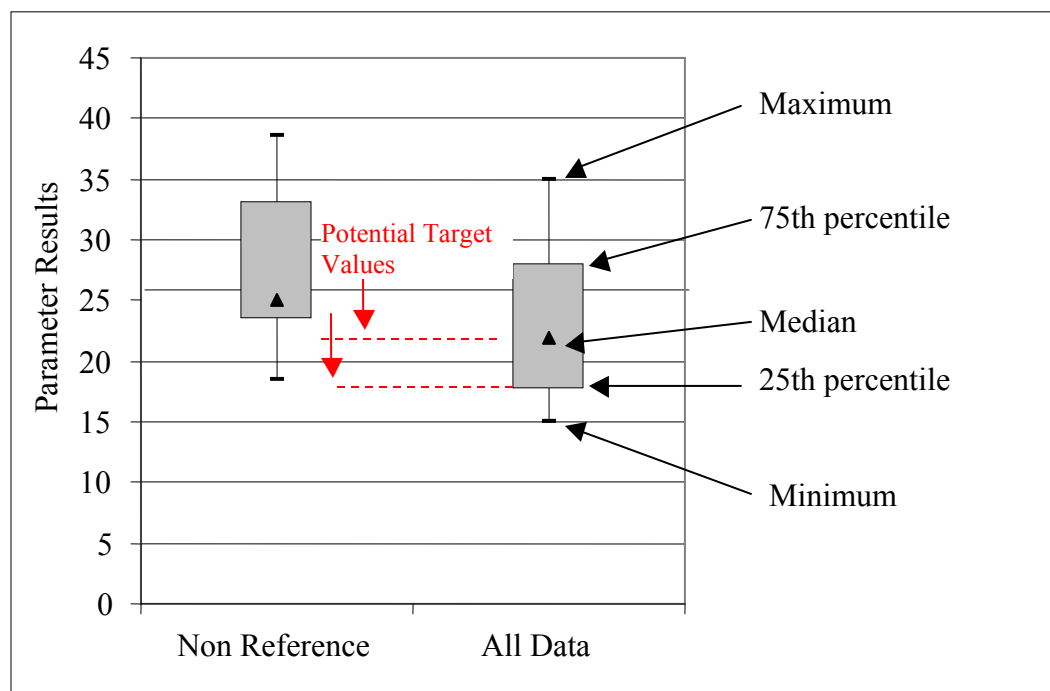 45
40
35
30
25
20
15
10
5
0
Parameter Results
Non Reference
All Data
Potential Target
Values
Maximum
75th percentile
Median
25th percentile
Minimum